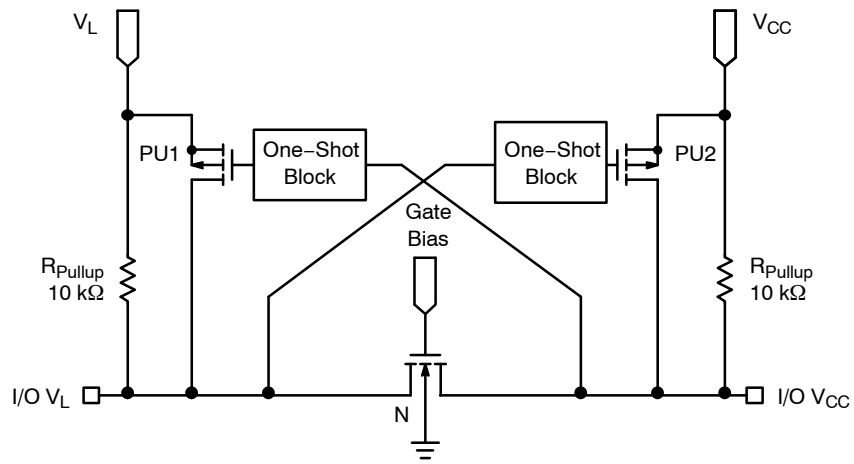 V_L
V_CC
PU1
One−Shot
Block
One−Shot
Block
PU2
Gate
Bias
R_Pullup
10 kΩ
R_Pullup
10 kΩ
I/O V_L
N
I/O V_CC